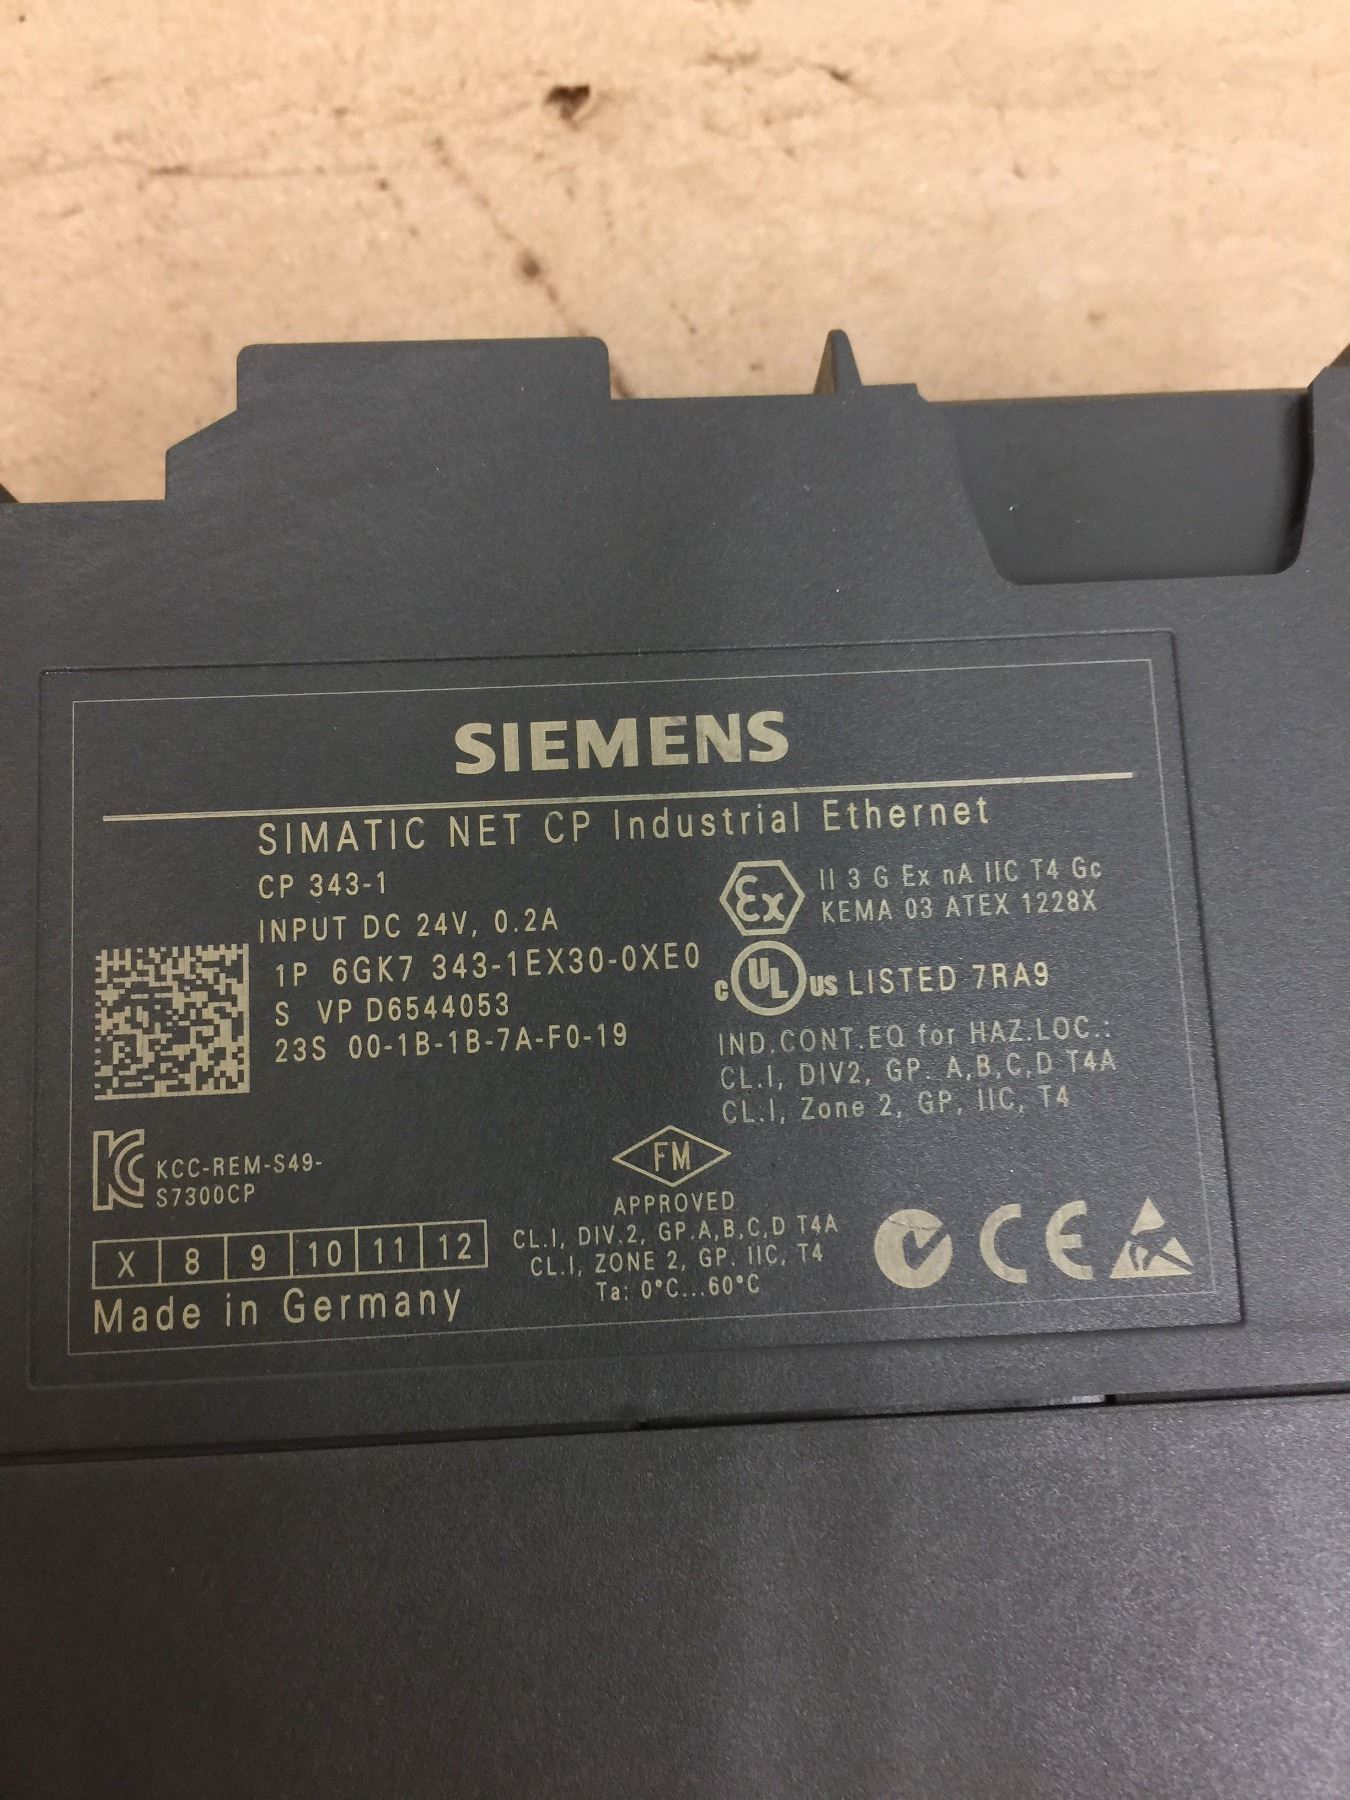 SIEMENS
SIMATIC NET CP Industrial Ethernet
CP 343-1
INPUT DC 24V, 0.2A
1P 6GK7 343-1EX30-0XE0
S VP D6544053
23S 00-1B-1B-7A-F0-19
Ex
II 3 G Ex nA IIC T4 Gc
KEMA 03 ATEX 1228X
c UL us LISTED 7RA9
IND.CONT.EQ for HAZ.LOC.:
CL.I, DIV2, GP. A,B,C,D T4A
CL.I, Zone 2, GP, IIC, T4
KCC-REM-S49-
S7300CP
FM
APPROVED
CL.I, DIV.2, GP.A,B,C,D T4A
CL.I, ZONE 2, GP. IIC, T4
Ta: 0°C...60°C
X 8 9 10 11 12
Made in Germany
CE